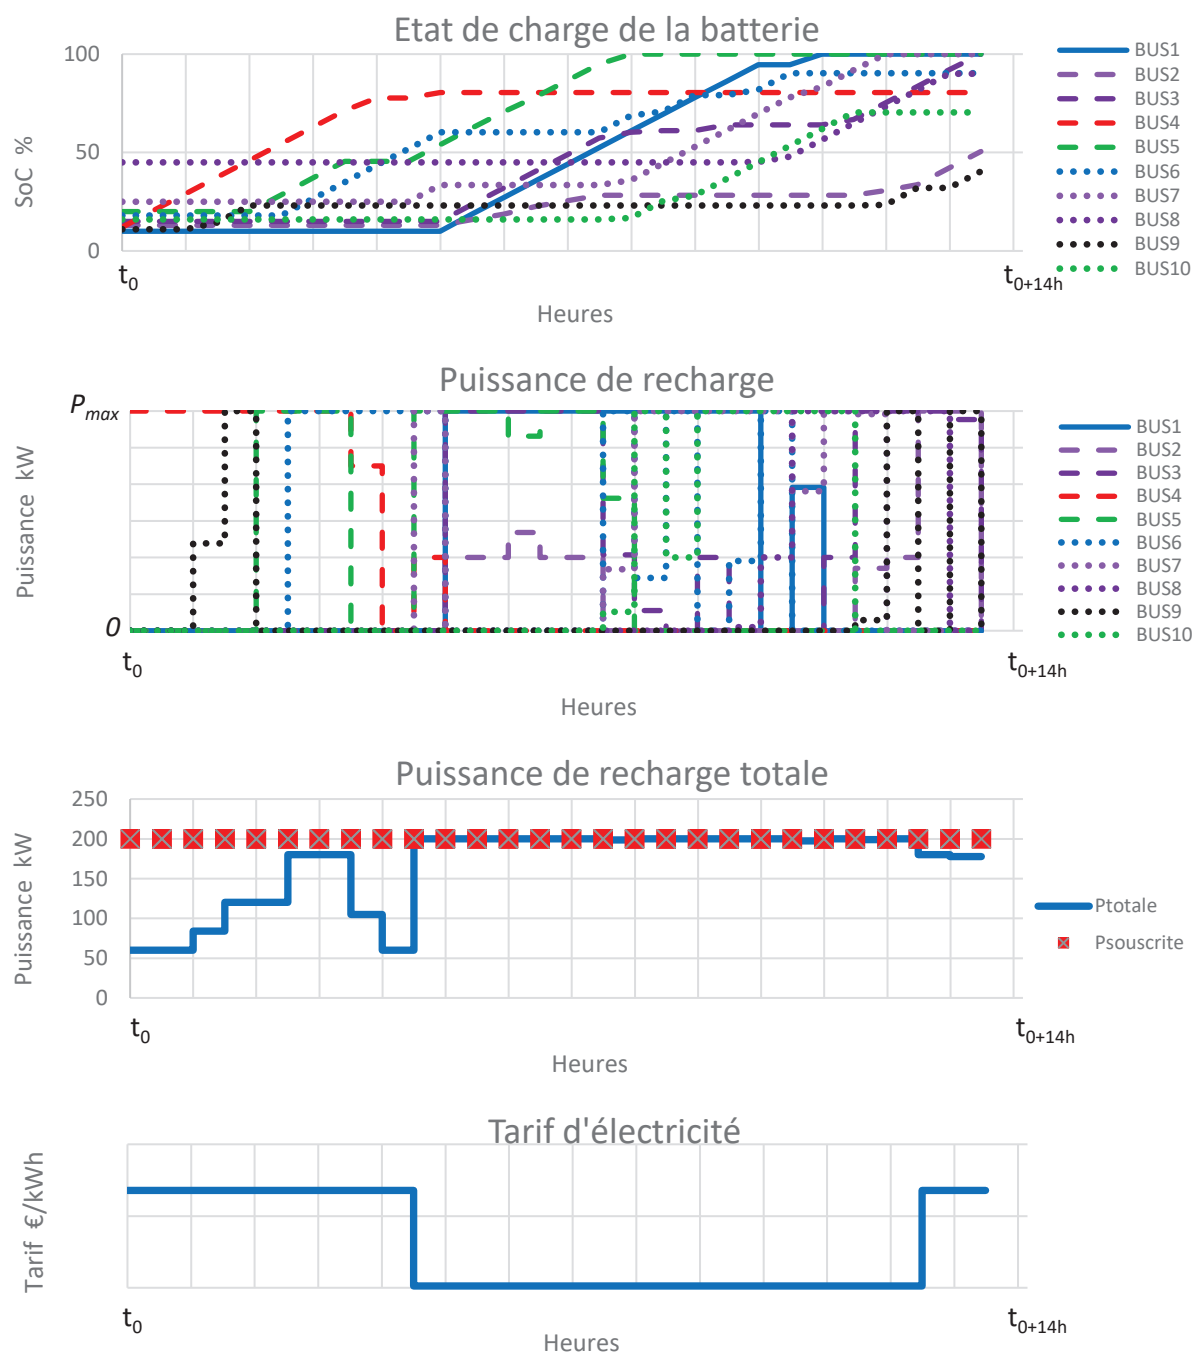 Etat de charge de la batterie
100
50
0
SoC %
t0
t0+14h
Heures
BUS1
BUS2
BUS3
BUS4
BUS5
BUS6
BUS7
BUS8
BUS9
BUS10
Puissance de recharge
Pmax
0
Puissance kW
t0
t0+14h
Heures
BUS1
BUS2
BUS3
BUS4
BUS5
BUS6
BUS7
BUS8
BUS9
BUS10
Puissance de recharge totale
250
200
150
100
50
0
Puissance kW
t0
t0+14h
Heures
Ptotale
Psouscrite
Tarif d'électricité
Tarif €/kWh
t0
t0+14h
Heures